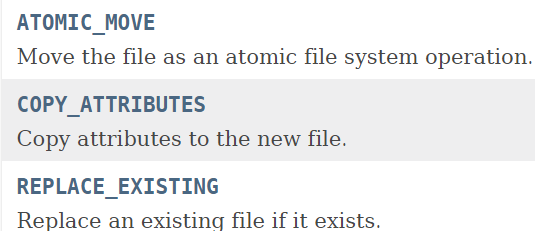 ATOMIC_MOVE
Move the file as an atomic file system operation.
COPY_ATTRIBUTES
Copy attributes to the new file.
REPLACE_EXISTING
Replace an existing file if it exists.